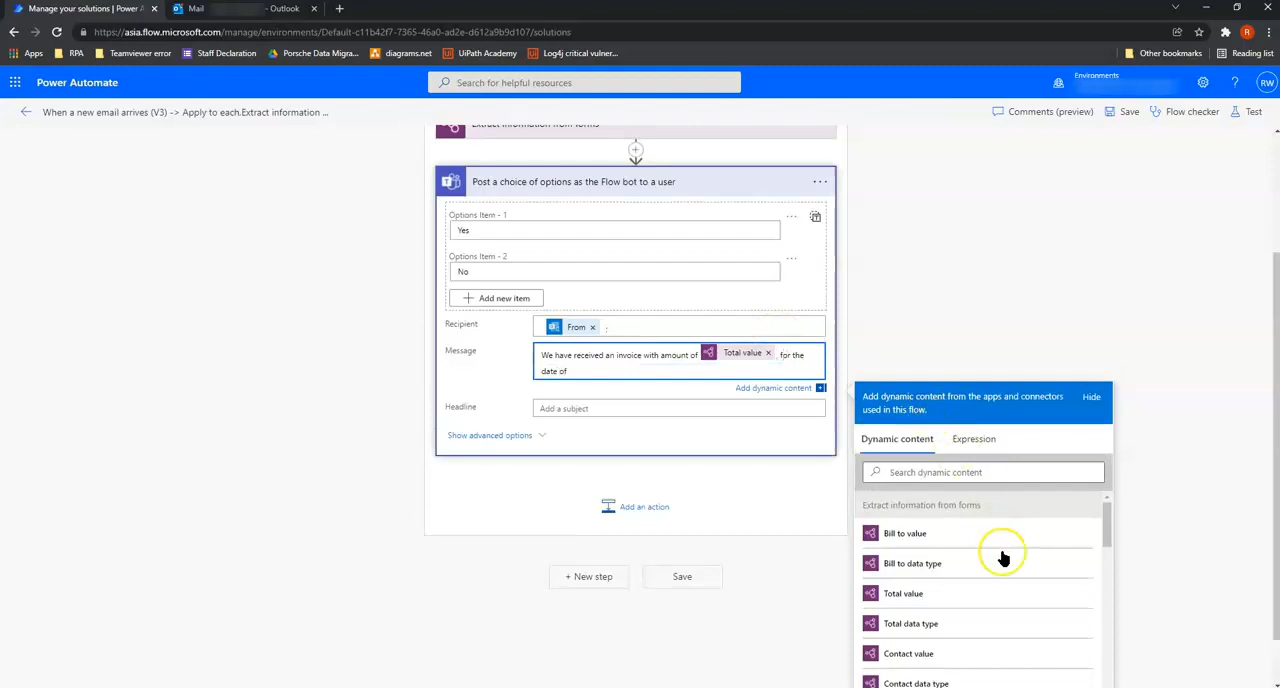 Manage your solutions | Power A
Mail
- Outlook
https://asia.flow.microsoft.com/manage/environments/Default-c11b42f7-7365-46a0-ad2e-d612a9b9d107/solutions
Apps
RPA
Teamviewer error
Staff Declaration
Porsche Data Migra...
diagrams.net
UiPath Academy
Log4j critical vulner...
Other bookmarks
Reading list
Power Automate
Search for helpful resources
Environments
RW
When a new email arrives (V3) -> Apply to each.Extract information ...
Comments (preview)
Save
Flow checker
Test
Extract information from forms
Post a choice of options as the Flow bot to a user
Options Item - 1
Yes
Options Item - 2
No
Add new item
Recipient
From ;
Message
We have received an invoice with amount of Total value , for the
date of
Add dynamic content
Headline
Add a subject
Show advanced options
Add an action
+ New step
Save
Add dynamic content from the apps and connectors
used in this flow.
Hide
Dynamic content
Expression
Search dynamic content
Extract information from forms
Bill to value
Bill to data type
Total value
Total data type
Contact value
Contact data type